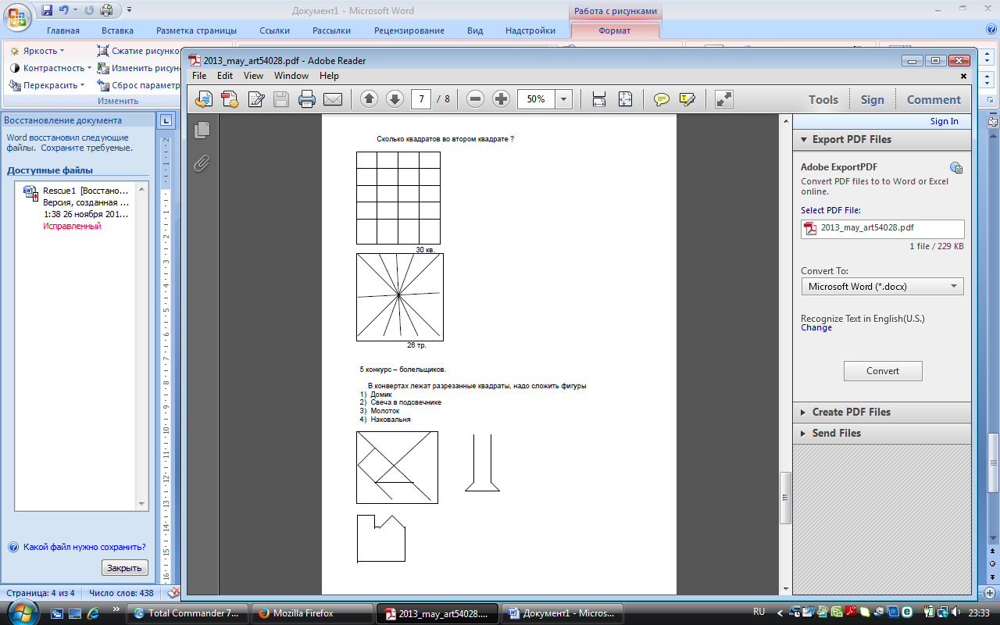 Документ1 - Microsoft Word
Работа с рисунками
Главная Вставка Разметка страницы Ссылки Рассылки Рецензирование Вид Надстройки Формат
Яркость Сжатие рисунко
Контрастность Изменить рисун
Перекрасить Сброс параметр
Изменить
2013_may_art54028.pdf - Adobe Reader
File Edit View Window Help
7 / 8 50% Tools Sign Comment
Восстановление документа
Word восстановил следующие
файлы. Сохраните требуемые.
Доступные файлы
Rescue1 [Восстано...
Версия, созданная ...
1:38 26 ноября 201...
Исправленный
Какой файл нужно сохранить?
Закрыть
Сколько квадратов во втором квадрате ?
30 кв.
26 тр.
5 конкурс – болельщиков.
В конвертах лежат разрезанные квадраты, надо сложить фигуры
1) Домик
2) Свеча в подсвечнике
3) Молоток
4) Наковальня
Sign In
Export PDF Files
Adobe ExportPDF
Convert PDF files to to Word or Excel
online.
Select PDF File:
2013_may_art54028.pdf
1 file / 229 KB
Convert To:
Microsoft Word (*.docx)
Recognize Text in English(U.S.)
Change
Convert
Create PDF Files
Send Files
Страница: 4 из 4 Число слов: 438
Total Commander 7... Mozilla Firefox 2013_may_art54028.... Документ1 - Micros... RU 23:33